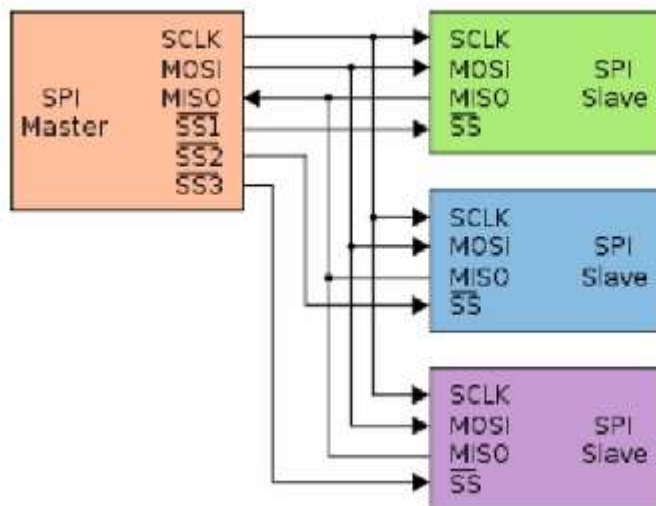 SCLK
MOSI
MISO
SS1
SS2
SS3
SPI
Master
SCLK
MOSI
MISO
SS
SPI
Slave
SCLK
MOSI
MISO
SS
SPI
Slave
SCLK
MOSI
MISO
SS
SPI
Slave